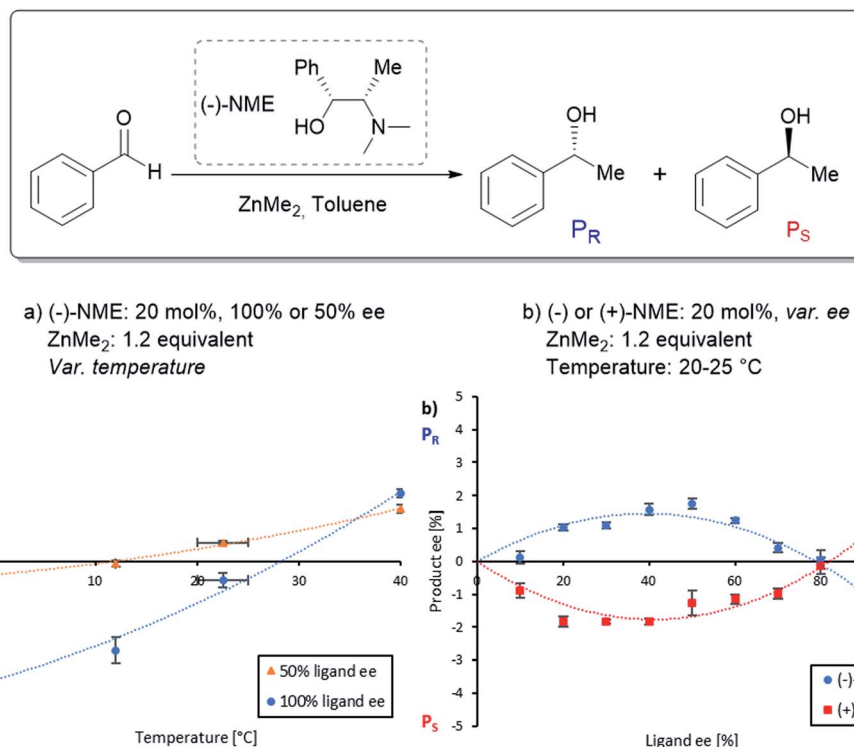 Ph
Me
(-)-NME
HO
N
O
H
ZnMe2, Toluene
OH
Me
PR
+
OH
Me
PS
a) (-)-NME: 20 mol%, 100% or 50% ee
ZnMe2: 1.2 equivalent
Var. temperature
b) (-) or (+)-NME: 20 mol%, var. ee
ZnMe2: 1.2 equivalent
Temperature: 20-25 °C
10
20
30
40
50% ligand ee
100% ligand ee
Temperature [°C]
b)
PR
PS
Product ee [%]
5
4
3
2
1
0
-1
-2
-3
-4
-5
0
20
40
60
80
(-)-
(+)
Ligand ee [%]